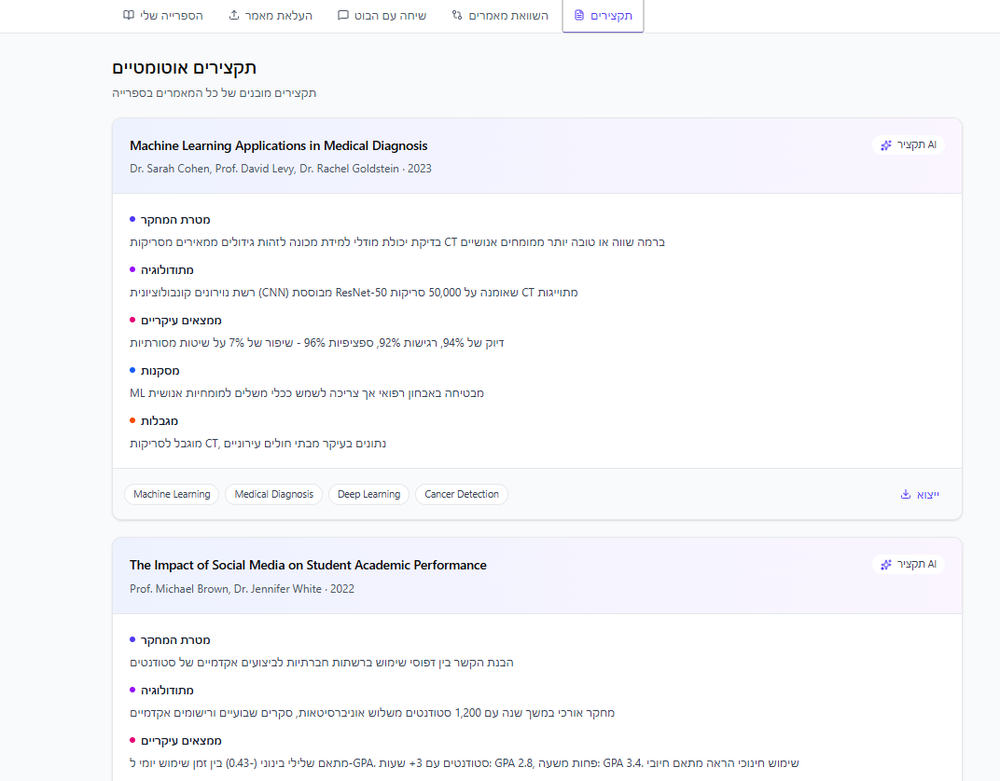 הספרייה שלי
העלאת מאמר
שיחה עם הבוט
השוואת מאמרים
תקצירים
תקצירים אוטומטיים
תקצירים מובנים של כל המאמרים בספרייה
Machine Learning Applications in Medical Diagnosis
AI תקציר
Dr. Sarah Cohen, Prof. David Levy, Dr. Rachel Goldstein · 2023
מטרת המחקר
בדיקת יכולת מודלי למידת מכונה לזהות גידולים ממאירים מסריקות CT ברמה שווה או טובה יותר ממומחים אנושיים
מתודולוגיה
רשת נוירונים קונבולוציונית (CNN) מבוססת ResNet-50 שאומנה על 50,000 סריקות CT מתוייגות
ממצאים עיקריים
דיוק של 94%, רגישות 92%, ספציפיות 96% - שיפור של 7% על שיטות מסורתיות
מסקנות
ML מבטיחה באבחון רפואי אך צריכה לשמש ככלי משלים למומחיות אנושית
מגבלות
מוגבל לסריקות CT, נתונים בעיקר מבתי חולים עירוניים
Machine Learning
Medical Diagnosis
Deep Learning
Cancer Detection
ייצוא
The Impact of Social Media on Student Academic Performance
AI תקציר
Prof. Michael Brown, Dr. Jennifer White · 2022
מטרת המחקר
הבנת הקשר בין דפוסי שימוש ברשתות חברתיות לביצועים אקדמיים של סטודנטים
מתודולוגיה
מחקר אורכי במשך שנה עם 1,200 סטודנטים משלוש אוניברסיטאות, סקרים שבועיים ורישומים אקדמיים
ממצאים עיקריים
מתאם שלילי בינוני (-0.43) בין זמן שימוש יומי ל-GPA. סטודנטים עם 3+ שעות: GPA 2.8, פחות משעה: GPA 3.4. שימוש חינוכי הראה מתאם חיובי